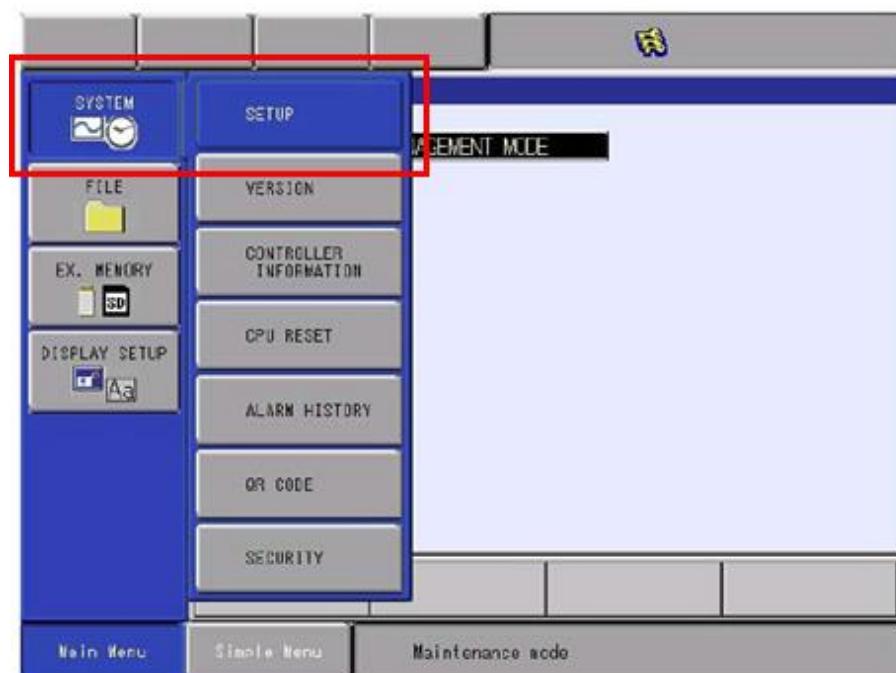 SYSTEM
SETUP
AGEMENT MODE
FILE
VERSION
EX. MEMORY
SD
CONTROLLER
INFORMATION
DISPLAY SETUP
Aa
CPU RESET
ALARM HISTORY
QR CODE
SECURITY
Main Menu
Simple Menu
Maintenance mode